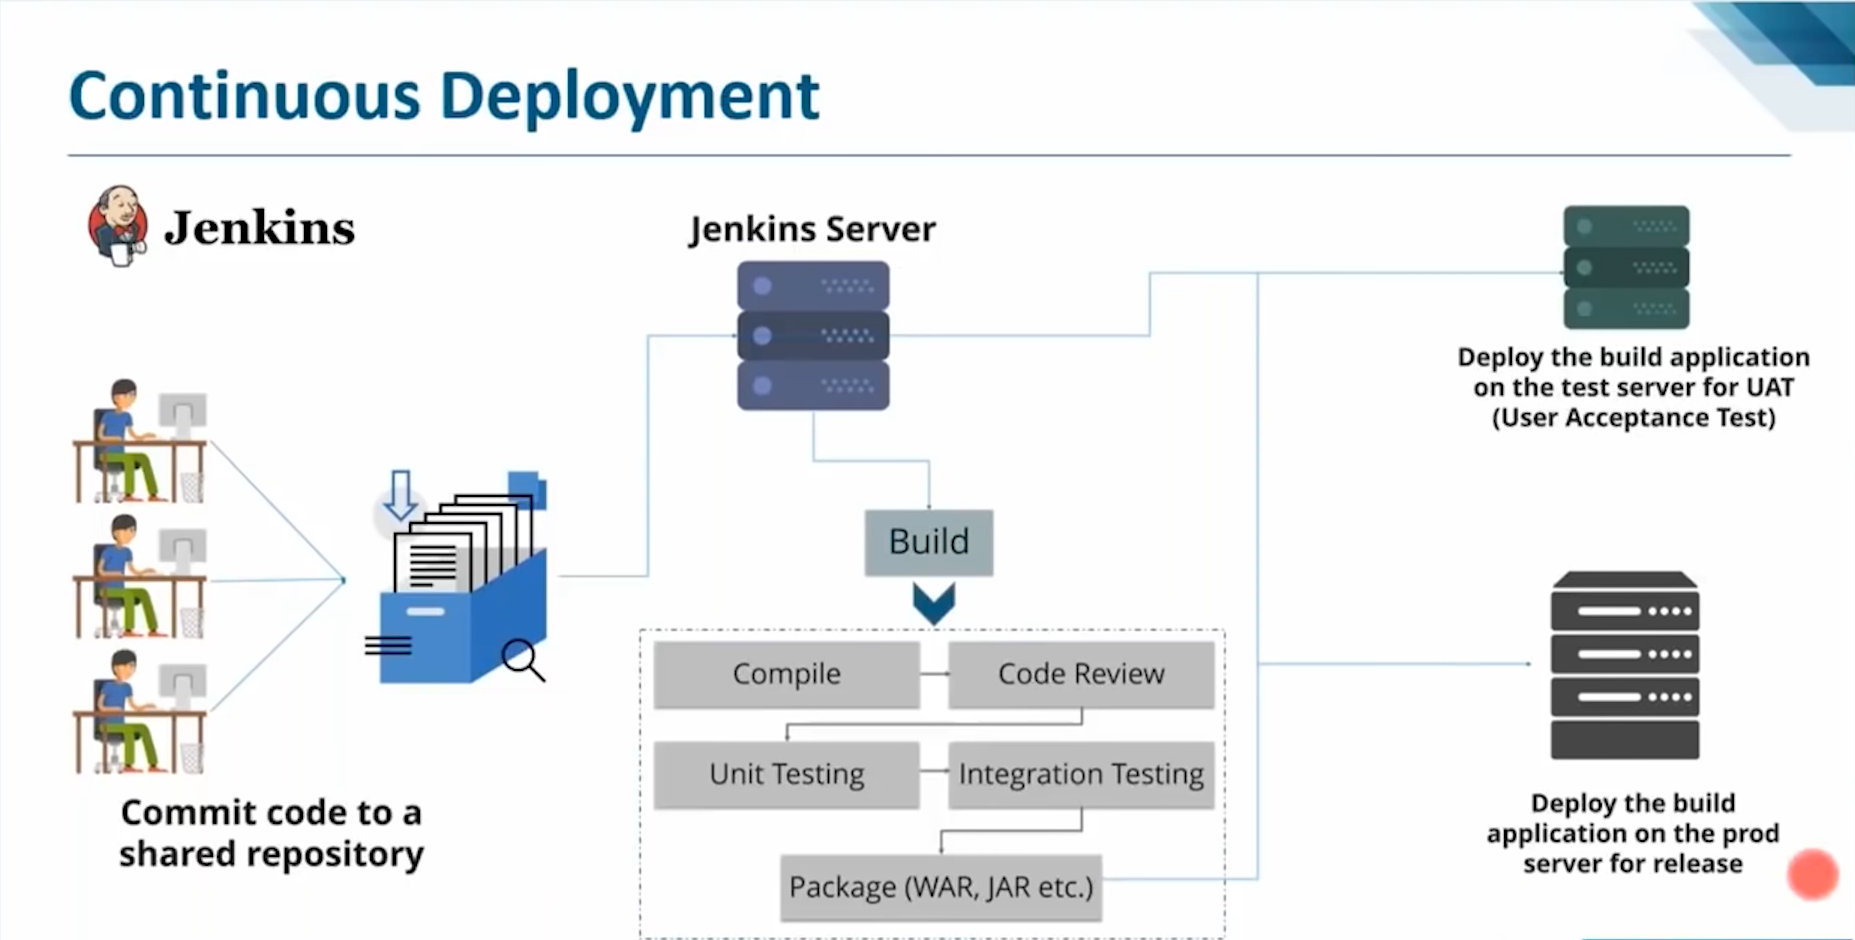 Continuous Deployment
Jenkins
Jenkins Server
Deploy the build application
on the test server for UAT
(User Acceptance Test)
Build
Compile
Code Review
Unit Testing
Integration Testing
Package (WAR, JAR etc.)
Commit code to a
shared repository
Deploy the build
application on the prod
server for release